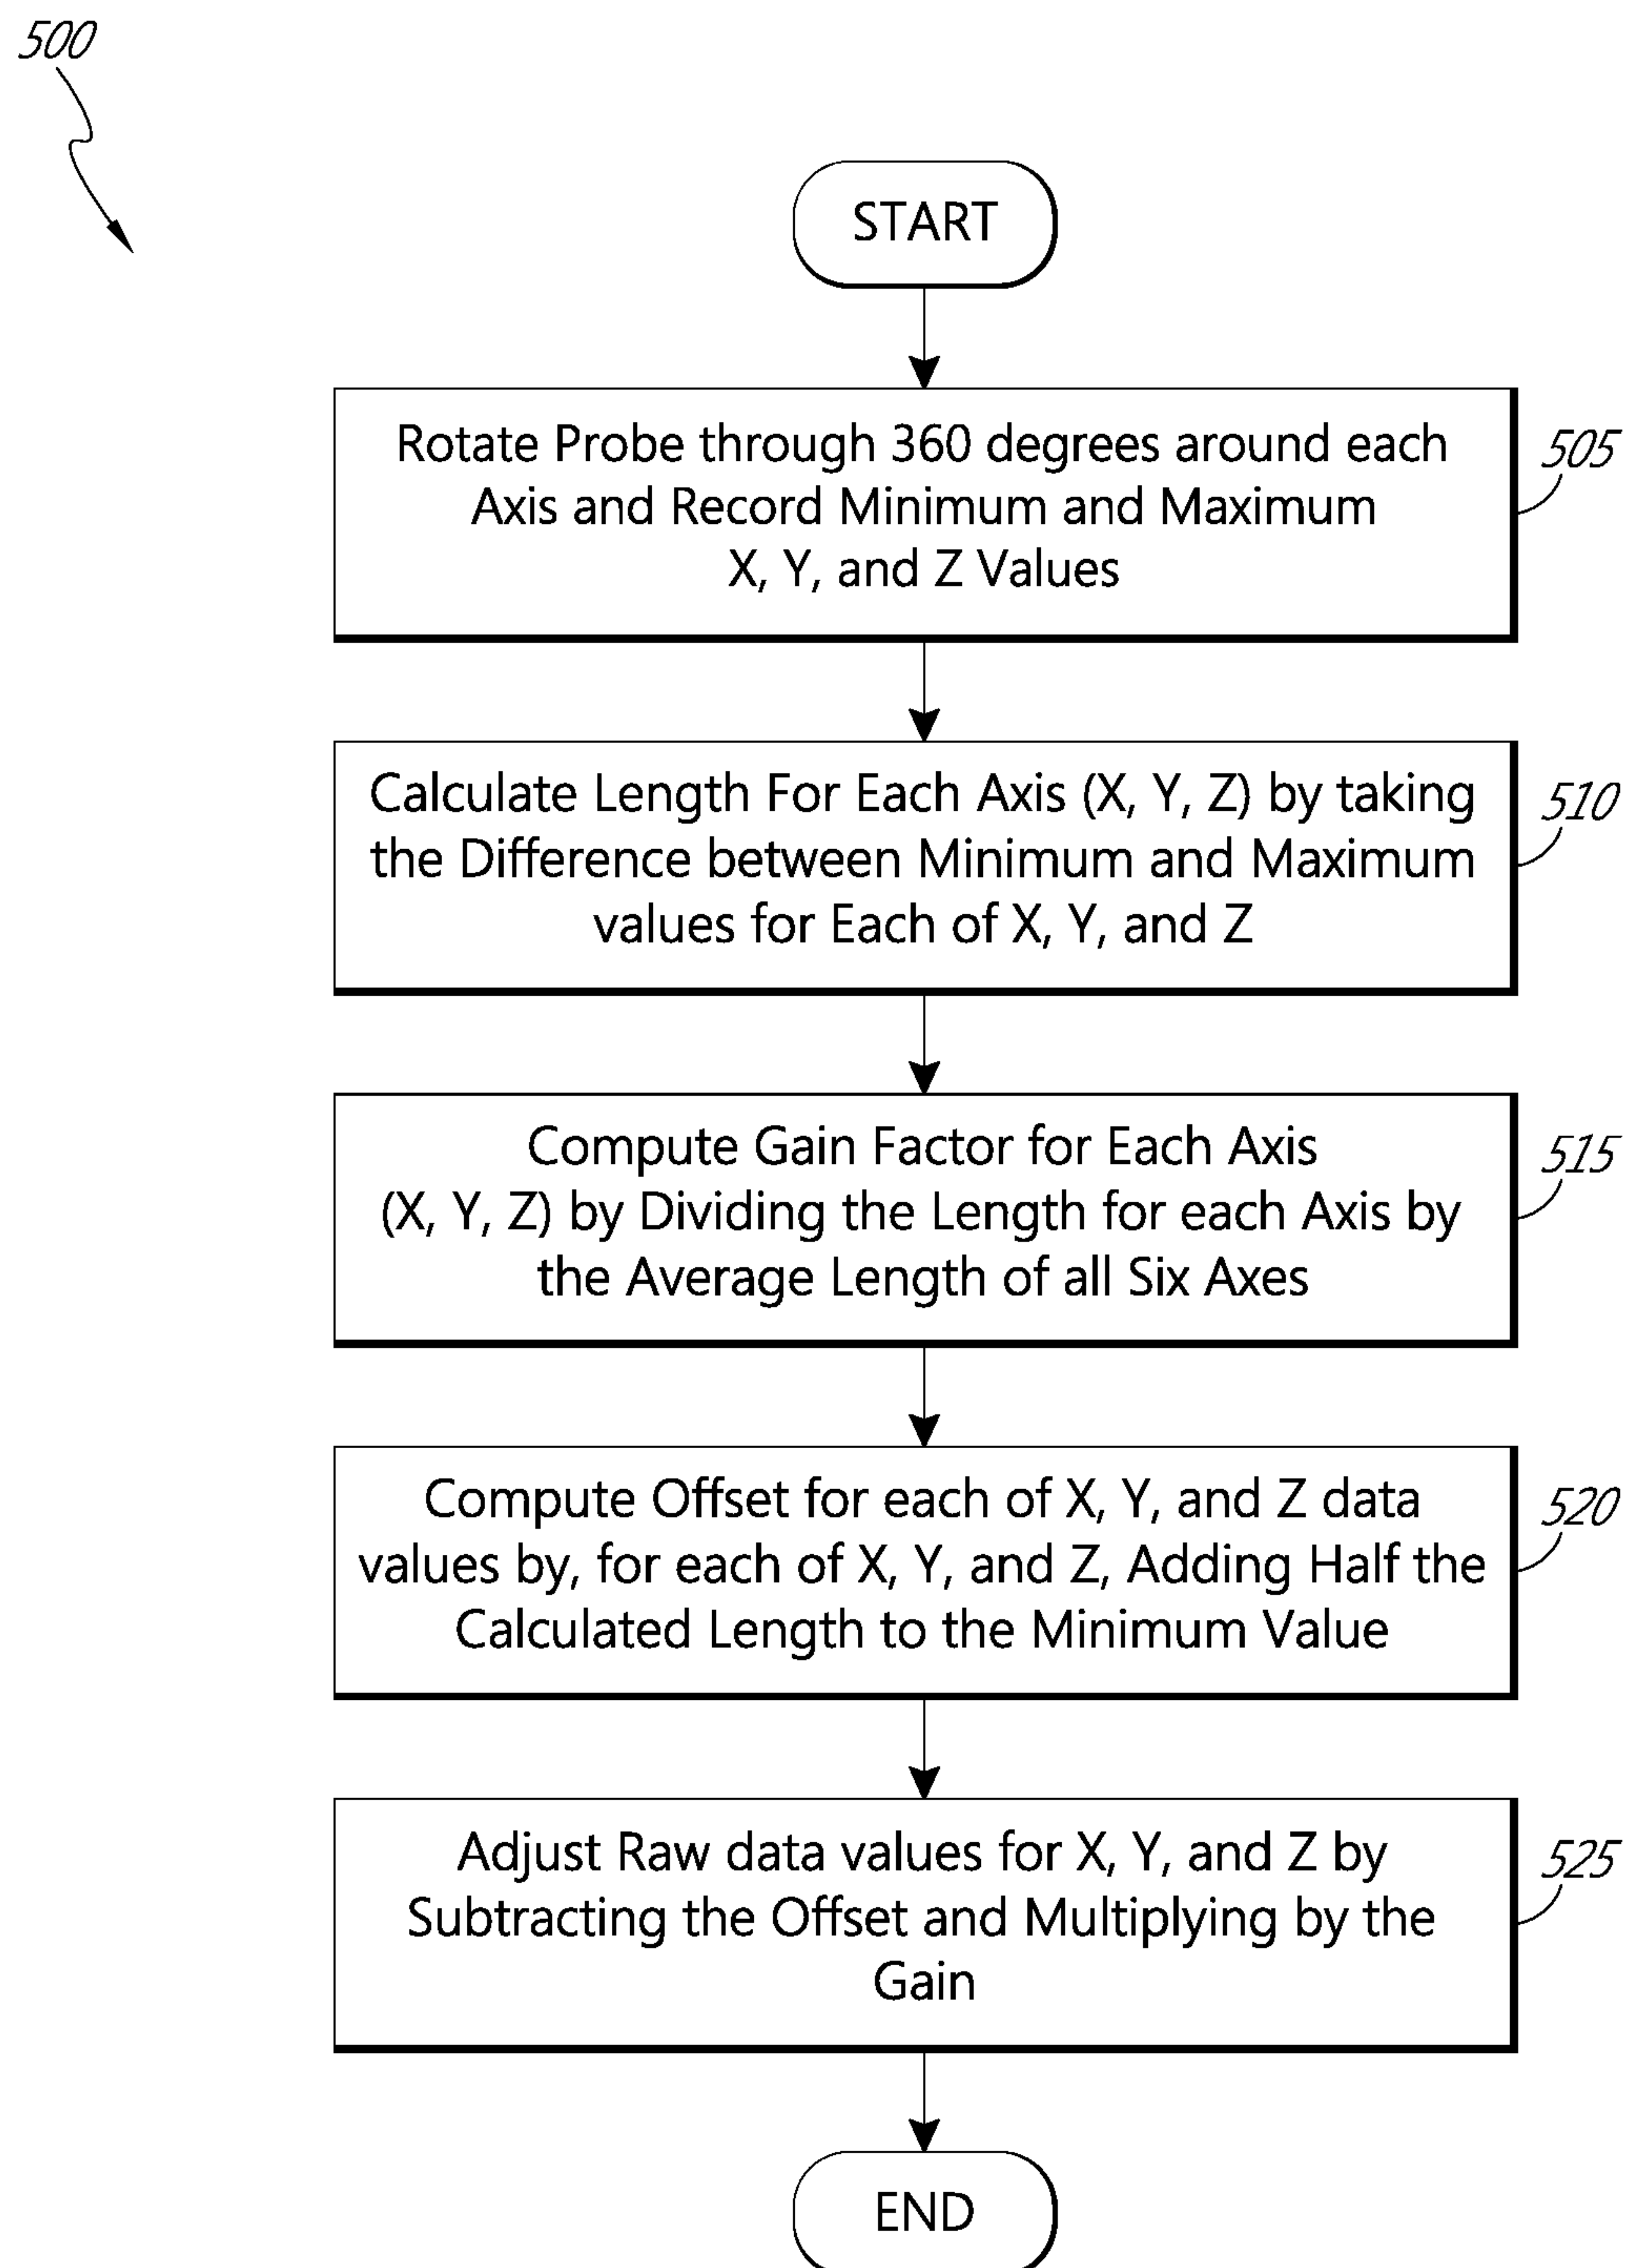 500
START
Rotate Probe through 360 degrees around each
Axis and Record Minimum and Maximum
X, Y, and Z Values
505
Calculate Length For Each Axis (X, Y, Z) by taking
the Difference between Minimum and Maximum
values for Each of X, Y, and Z
510
Compute Gain Factor for Each Axis
(X, Y, Z) by Dividing the Length for each Axis by
the Average Length of all Six Axes
515
Compute Offset for each of X, Y, and Z data
values by, for each of X, Y, and Z, Adding Half the
Calculated Length to the Minimum Value
520
Adjust Raw data values for X, Y, and Z by
Subtracting the Offset and Multiplying by the
Gain
525
END